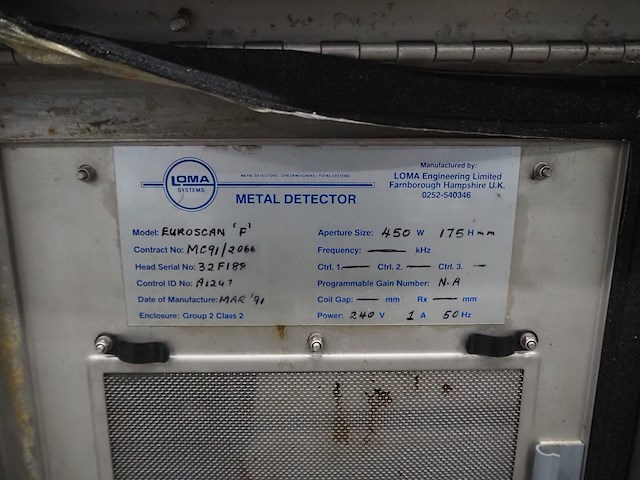 LOMA
SYSTEMS
METAL DETECTORS · CHECKWEIGHERS · TOTAL SYSTEMS
METAL DETECTOR
Manufactured by:
LOMA Engineering Limited
Farnborough Hampshire U.K.
0252-540346
Model: EUROSCAN 'F'
Contract No: MC91/2066
Head Serial No: 32F188
Control ID No: A1247
Date of Manufacture: MAR '91
Enclosure: Group 2 Class 2
Aperture Size: 450 W 175 H mm
Frequency: — kHz
Ctrl. 1 — Ctrl. 2. — Ctrl. 3. —
Programmable Gain Number: N.A
Coil Gap: — mm Rx — mm
Power: 240 V 1 A 50 Hz